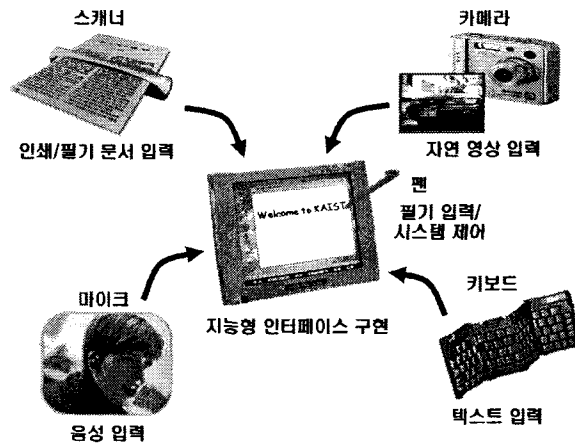 스캐너
인쇄/필기 문서 입력
카메라
자연 영상 입력
Welcome to KAIST
펜
필기 입력/
시스템 제어
지능형 인터페이스 구현
마이크
음성 입력
키보드
텍스트 입력